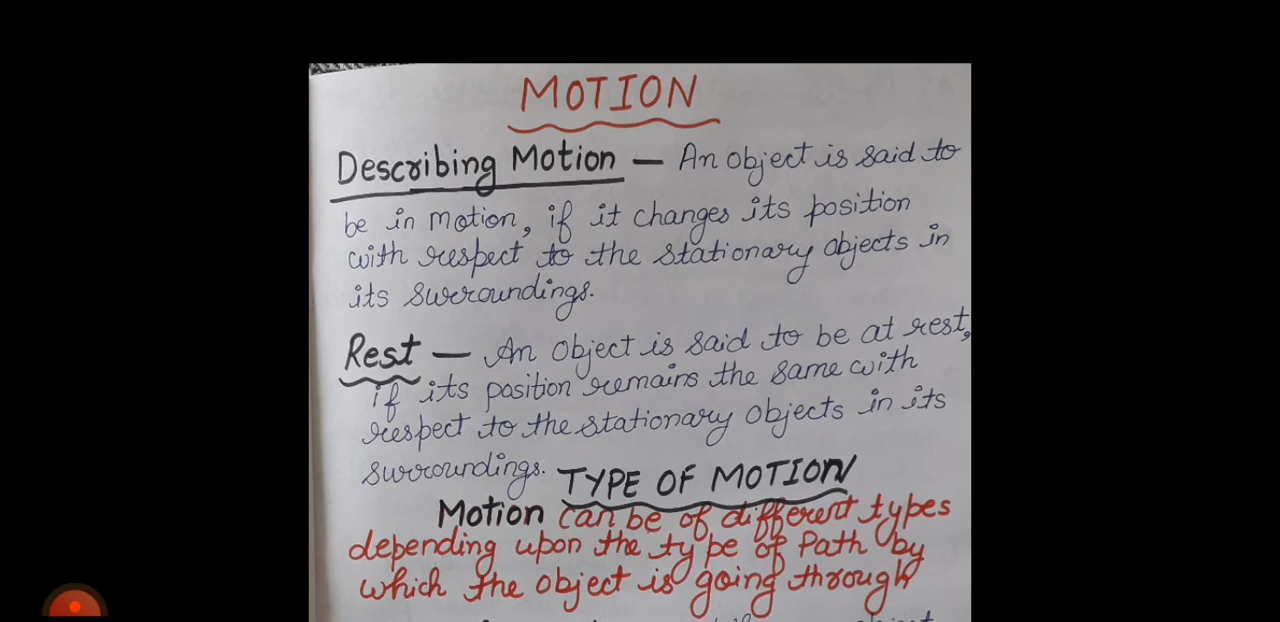 MOTION
Describing Motion — An object is said to
be in motion, if it changes its position
with respect to the stationary objects in
its surroundings.
Rest — An object is said to be at rest,
if its position remains the same with
respect to the stationary objects in its
surroundings.
TYPE OF MOTION
Motion can be of different types
depending upon the type of Path by
which the object is going through
object